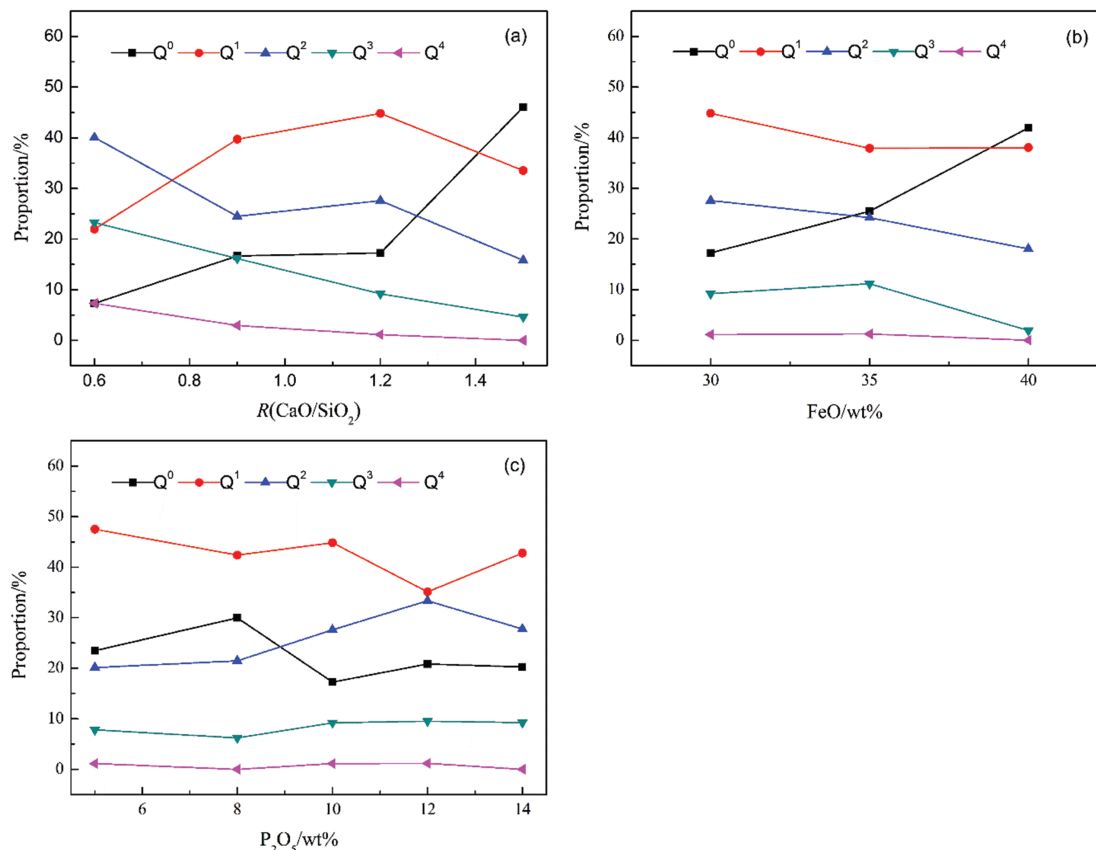 (a)
Q⁰ Q¹ Q² Q³ Q⁴
60
50
40
30
20
10
0
Proportion/%
0.6 0.8 1.0 1.2 1.4
R(CaO/SiO₂)
(b)
Q⁰ Q¹ Q² Q³ Q⁴
60
50
40
30
20
10
0
Proportion/%
30 35 40
FeO/wt%
(c)
Q⁰ Q¹ Q² Q³ Q⁴
60
50
40
30
20
10
0
Proportion/%
6 8 10 12 14
P₂O₅/wt%